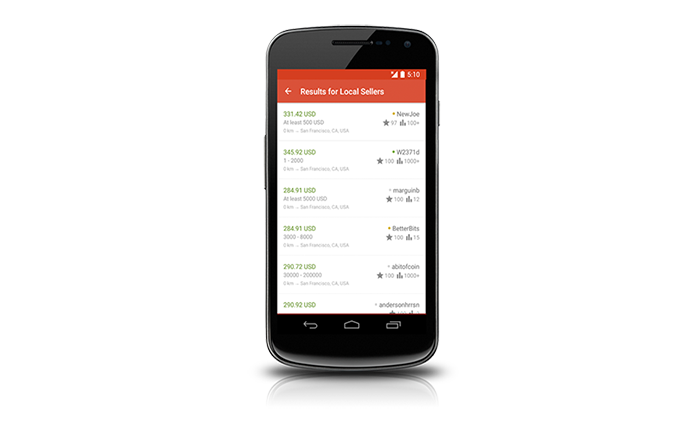 5:10
Results for Local Sellers
331.42 USD
NewJoe
At least 500 USD
97 100+
0 km → San Francisco, CA, USA
345.92 USD
W2371d
1 - 2000
100 1000+
0 km → San Francisco, CA, USA
284.91 USD
marguinb
At least 5000 USD
100 12
0 km → San Francisco, CA, USA
284.91 USD
BetterBits
3000 - 8000
100 15
0 km → San Francisco, CA, USA
290.72 USD
abitofcoin
30000 - 200000
100 1000+
0 km → San Francisco, CA, USA
290.92 USD
andersonhrrsn